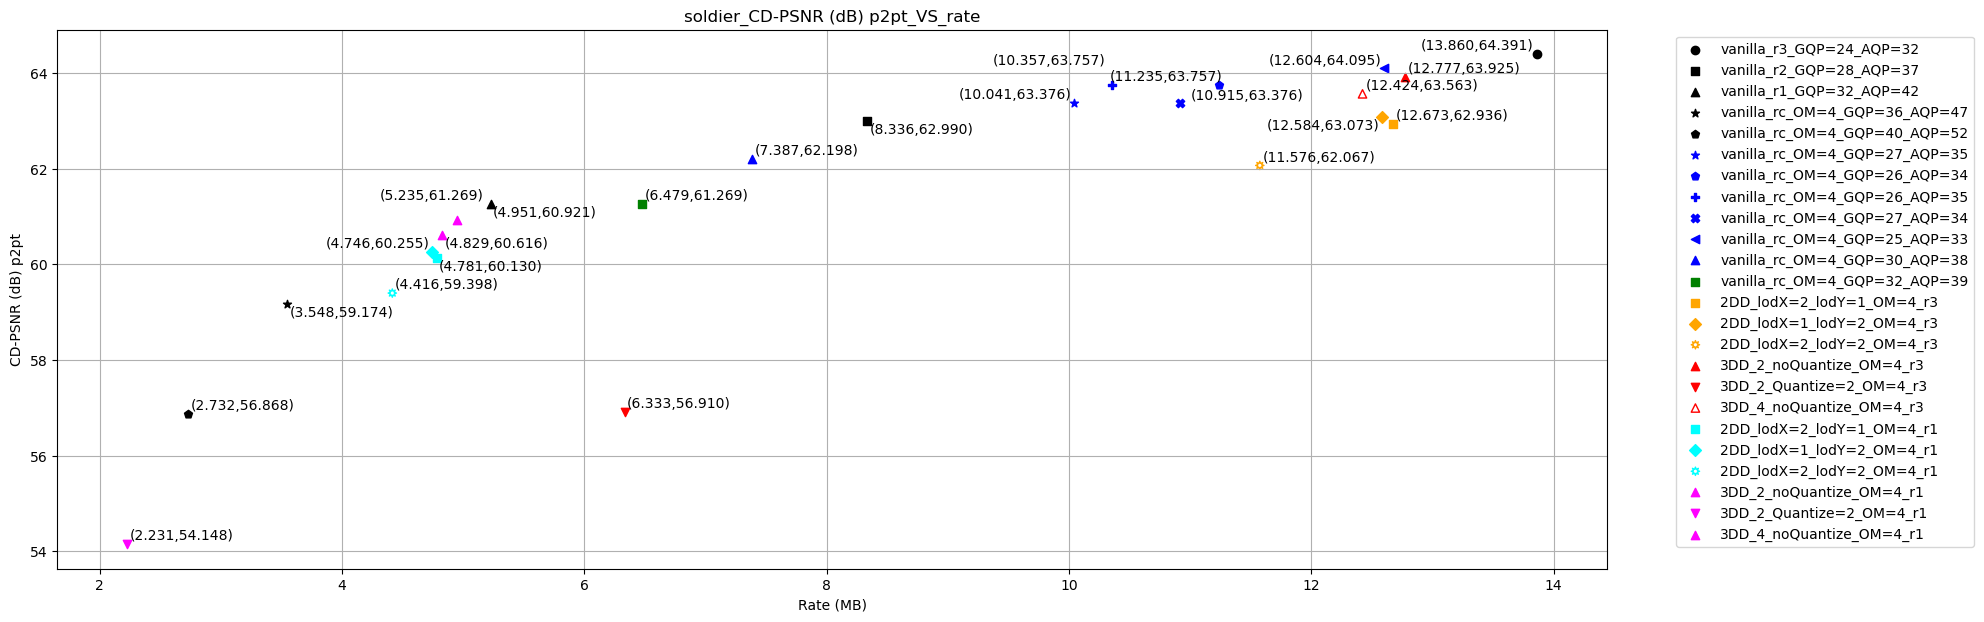 soldier_CD-PSNR (dB) p2pt_VS_rate
CD-PSNR (dB) p2pt
64
62
60
58
56
54
(13.860,64.391)
(10.357,63.757)
(12.604,64.095)
(12.777,63.925)
(11.235,63.757)
(12.424,63.563)
(10.041,63.376)
(10.915,63.376)
(8.336,62.990)
(12.673,62.936)
(12.584,63.073)
(7.387,62.198)
(11.576,62.067)
(5.235,61.269)
(6.479,61.269)
(4.951,60.921)
(4.746,60.255)
(4.829,60.616)
(4.781,60.130)
(4.416,59.398)
(3.548,59.174)
(2.732,56.868)
(6.333,56.910)
(2.231,54.148)
2
4
6
8
10
12
14
Rate (MB)
vanilla_r3_GQP=24_AQP=32
vanilla_r2_GQP=28_AQP=37
vanilla_r1_GQP=32_AQP=42
vanilla_rc_OM=4_GQP=36_AQP=47
vanilla_rc_OM=4_GQP=40_AQP=52
vanilla_rc_OM=4_GQP=27_AQP=35
vanilla_rc_OM=4_GQP=26_AQP=34
vanilla_rc_OM=4_GQP=26_AQP=35
vanilla_rc_OM=4_GQP=27_AQP=34
vanilla_rc_OM=4_GQP=25_AQP=33
vanilla_rc_OM=4_GQP=30_AQP=38
vanilla_rc_OM=4_GQP=32_AQP=39
2DD_lodX=2_lodY=1_OM=4_r3
2DD_lodX=1_lodY=2_OM=4_r3
2DD_lodX=2_lodY=2_OM=4_r3
3DD_2_noQuantize_OM=4_r3
3DD_2_Quantize=2_OM=4_r3
3DD_4_noQuantize_OM=4_r3
2DD_lodX=2_lodY=1_OM=4_r1
2DD_lodX=1_lodY=2_OM=4_r1
2DD_lodX=2_lodY=2_OM=4_r1
3DD_2_noQuantize_OM=4_r1
3DD_2_Quantize=2_OM=4_r1
3DD_4_noQuantize_OM=4_r1